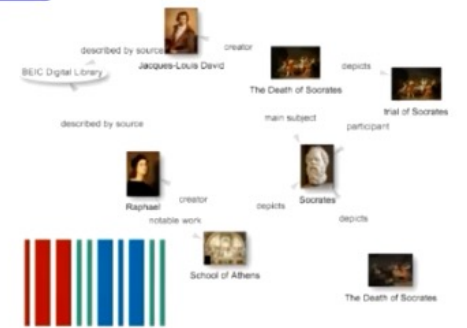 described by source
creator
BEIC Digital Library
Jacques-Louis David
depicts
The Death of Socrates
trial of Socrates
main subject
participant
described by source
Raphael
creator
Socrates
depicts
notable work
depicts
School of Athens
The Death of Socrates